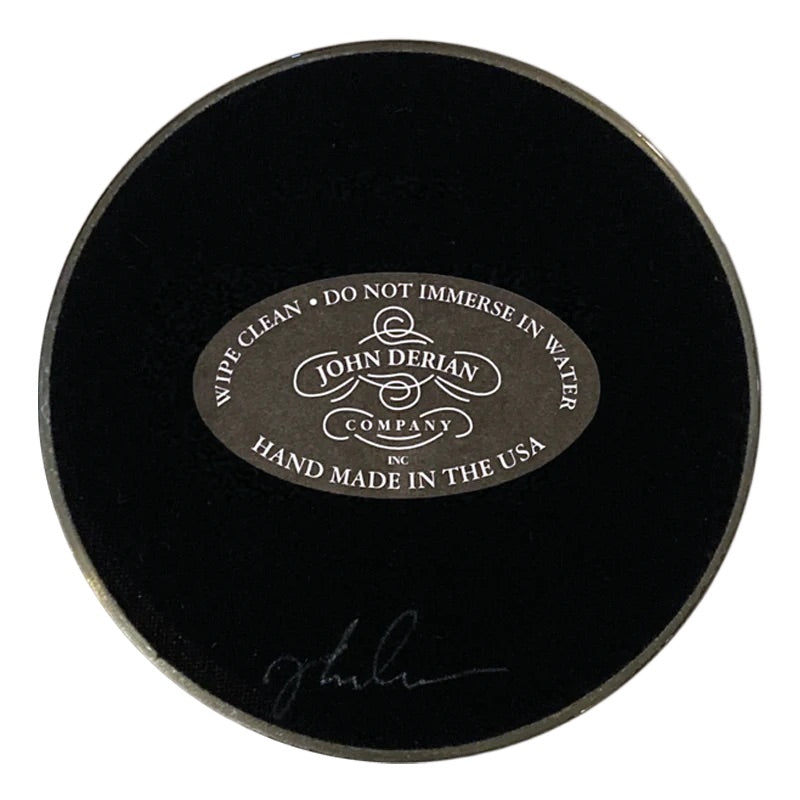 WIPE CLEAN • DO NOT IMMERSE IN WATER
JOHN DERIAN
COMPANY
INC
HAND MADE IN THE USA